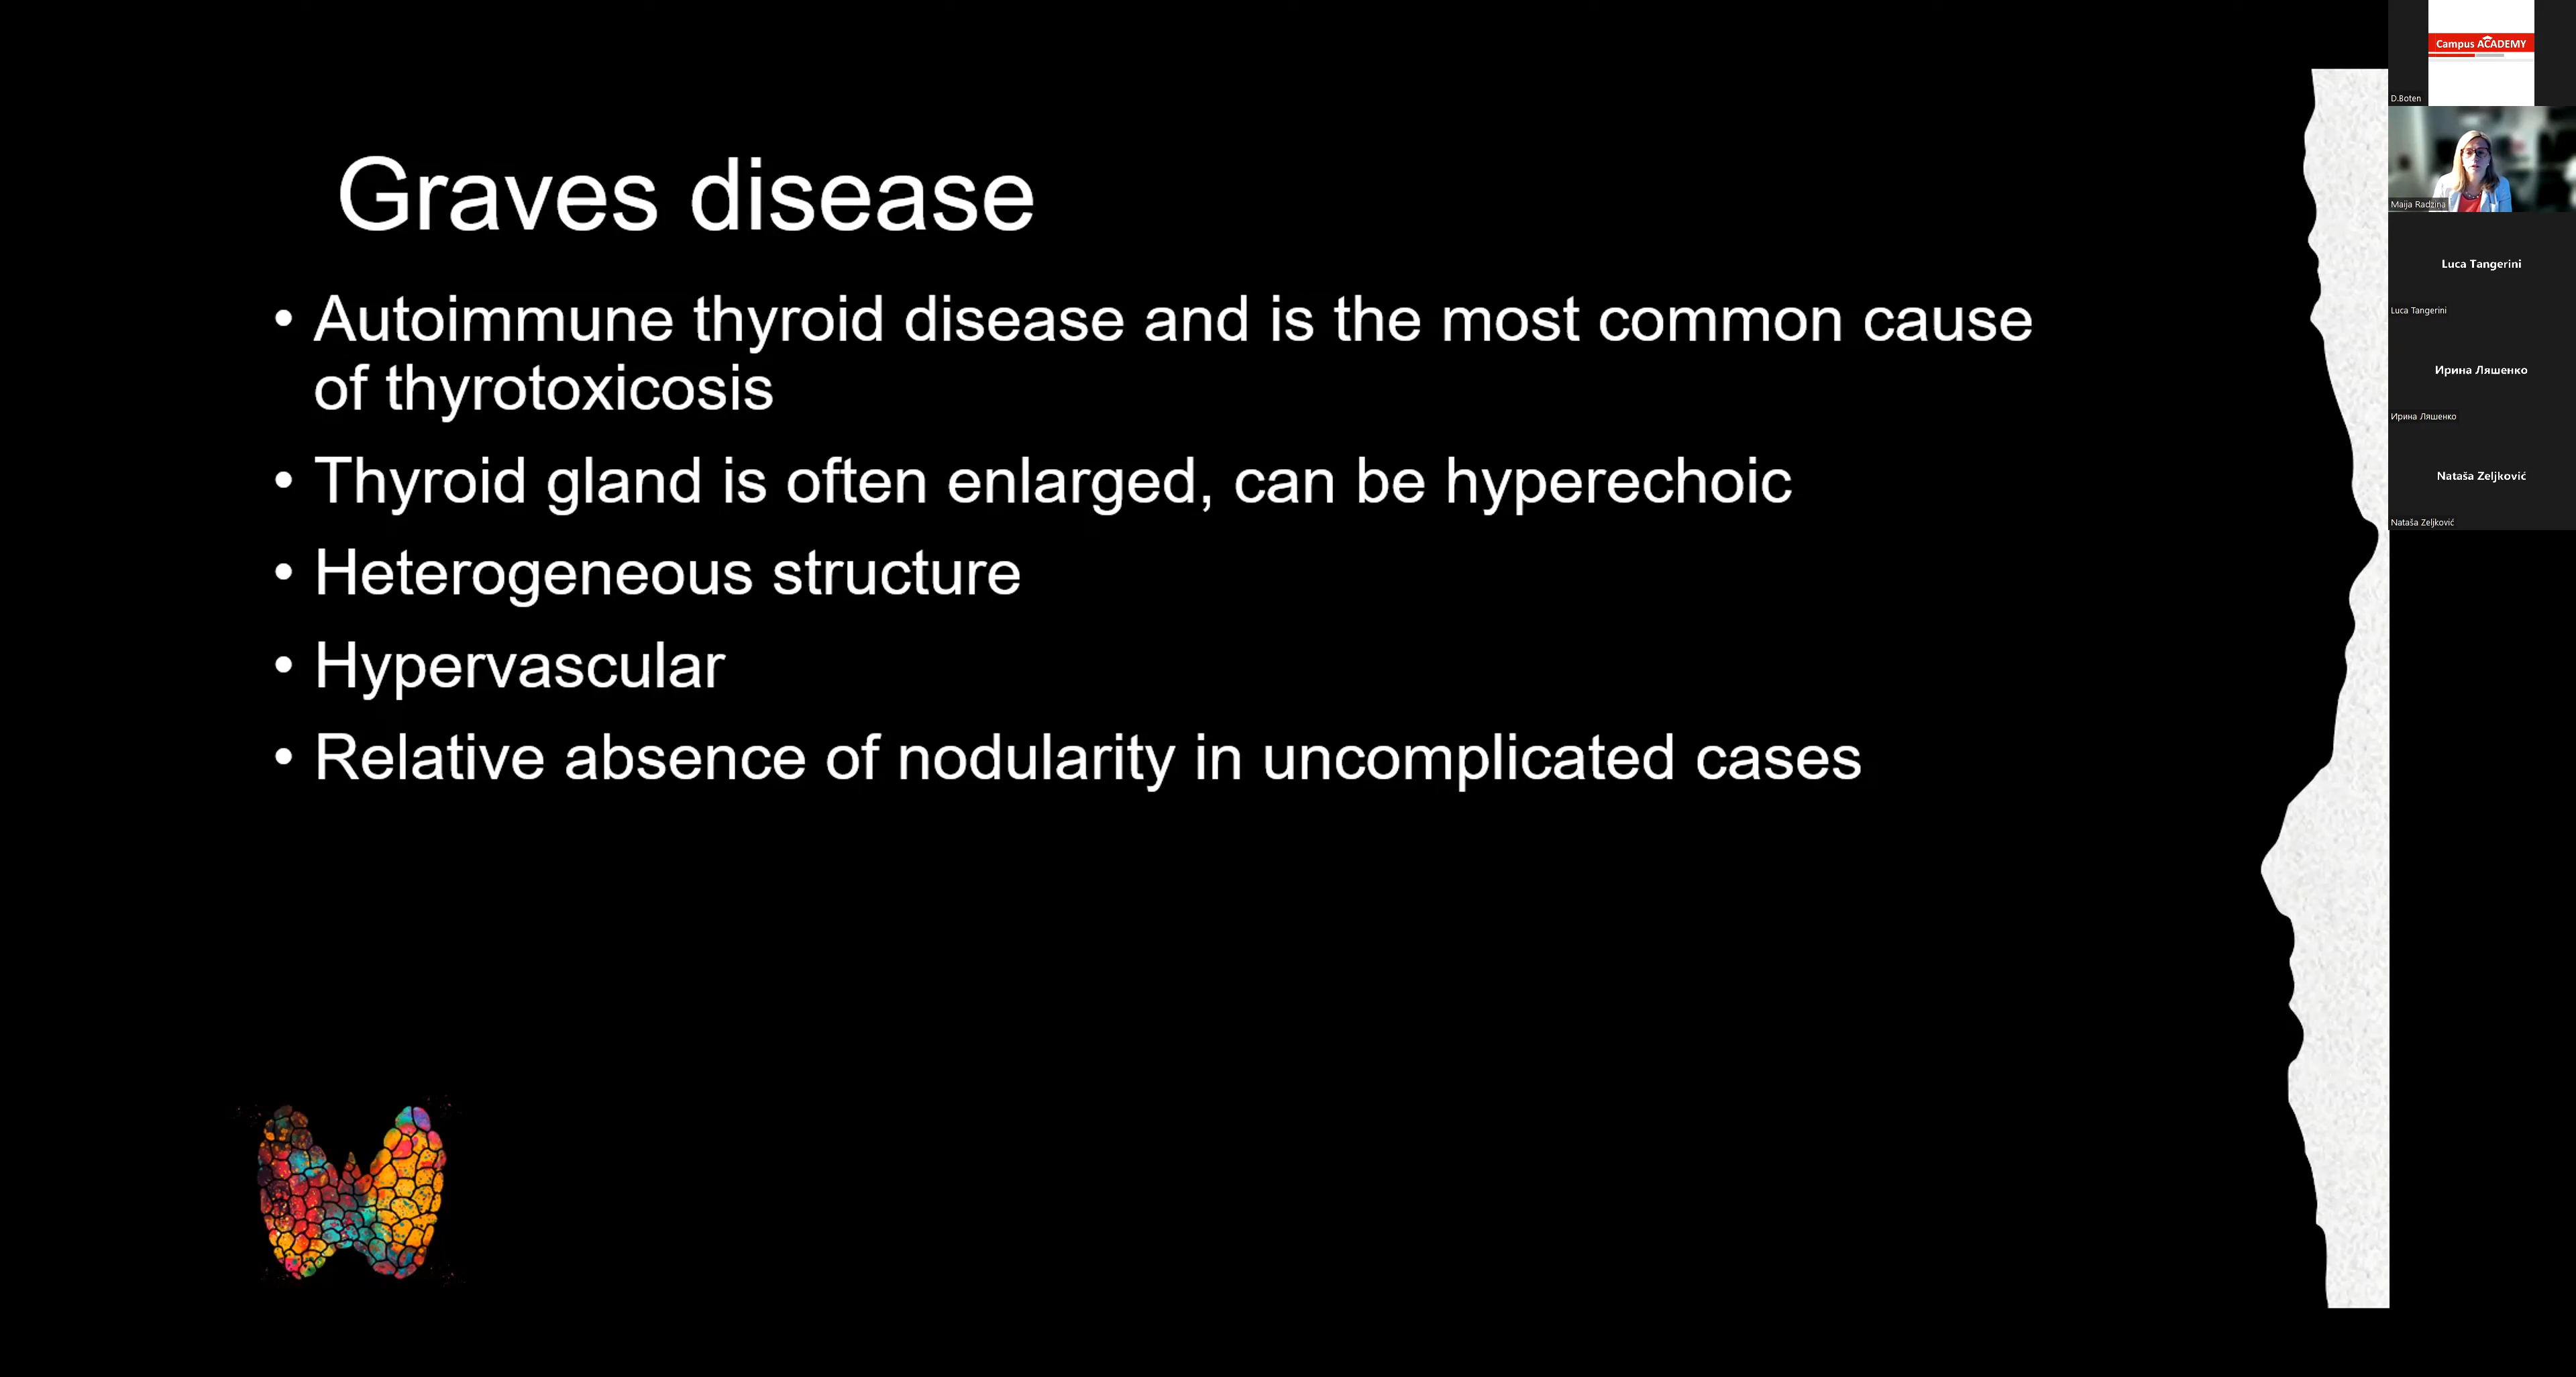 Graves disease
• Autoimmune thyroid disease and is the most common cause
of thyrotoxicosis
• Thyroid gland is often enlarged, can be hyperechoic
• Heterogeneous structure
• Hypervascular
• Relative absence of nodularity in uncomplicated cases
Campus ACADEMY
D.Boten
Maija Radzina
Luca Tangerini
Luca Tangerini
Ирина Ляшенко
Ирина Ляшенко
Nataša Zeljković
Nataša Zeljković